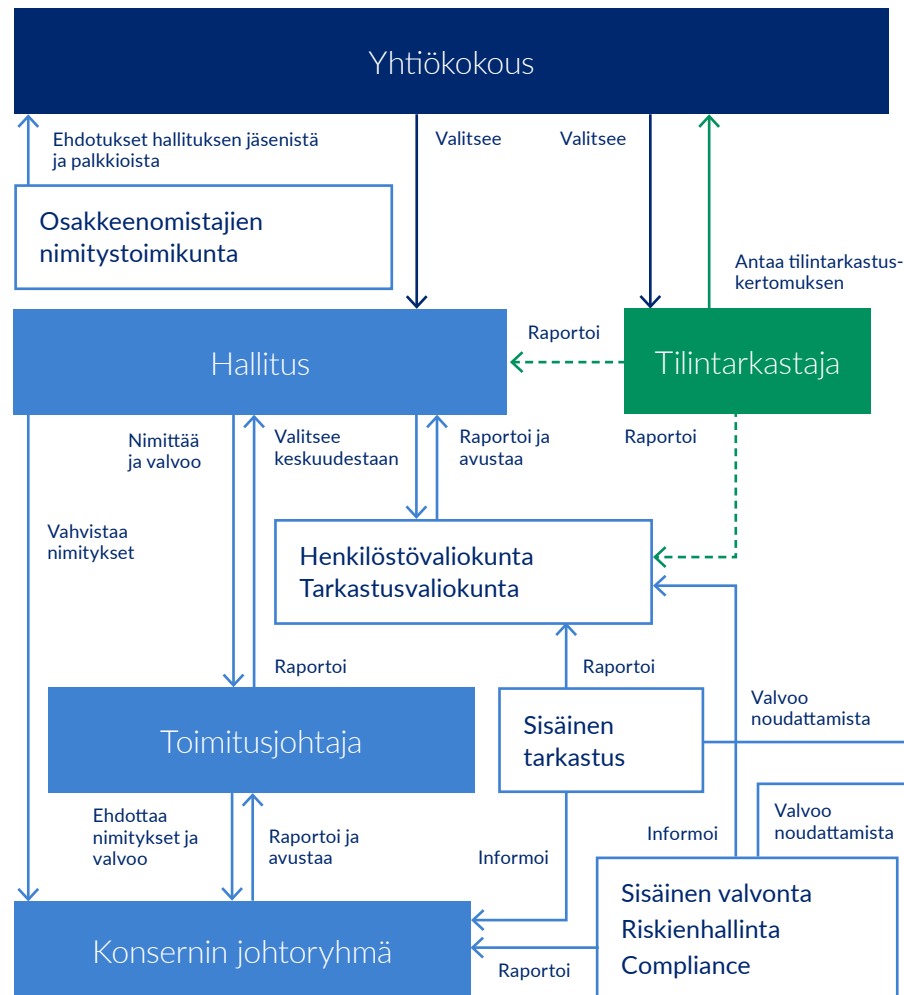 Yhtiökokous
Ehdotukset hallituksen jäsenistä
ja palkkioista
Valitsee
Valitsee
Osakkeenomistajien
nimitystoimikunta
Antaa tilintarkastus-
kertomuksen
Hallitus
Raportoi
Tilintarkastaja
Nimittää
ja valvoo
Valitsee
keskuudestaan
Raportoi ja
avustaa
Raportoi
Vahvistaa
nimitykset
Henkilöstövaliokunta
Tarkastusvaliokunta
Raportoi
Raportoi
Valvoo
noudattamista
Toimitusjohtaja
Sisäinen
tarkastus
Ehdottaa
nimitykset ja
valvoo
Raportoi ja
avustaa
Informoi
Informoi
Valvoo
noudattamista
Konsernin johtoryhmä
Raportoi
Sisäinen valvonta
Riskienhallinta
Compliance